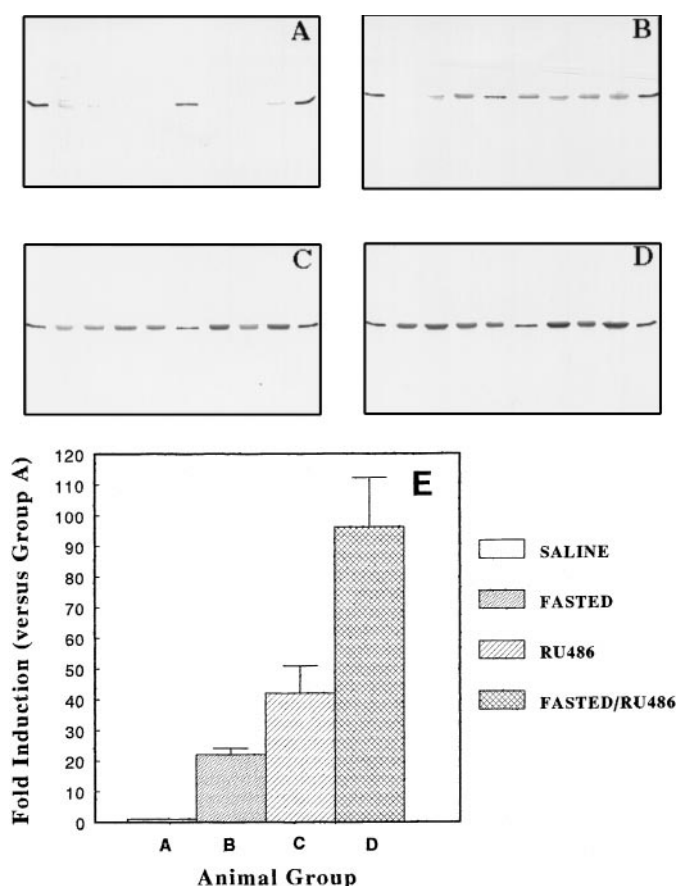 A
B
C
D
Fold Induction (versus Group A)
120
110
100
90
80
70
60
50
40
30
20
10
0
E
A B C D
Animal Group
SALINE
FASTED
RU486
FASTED/RU486